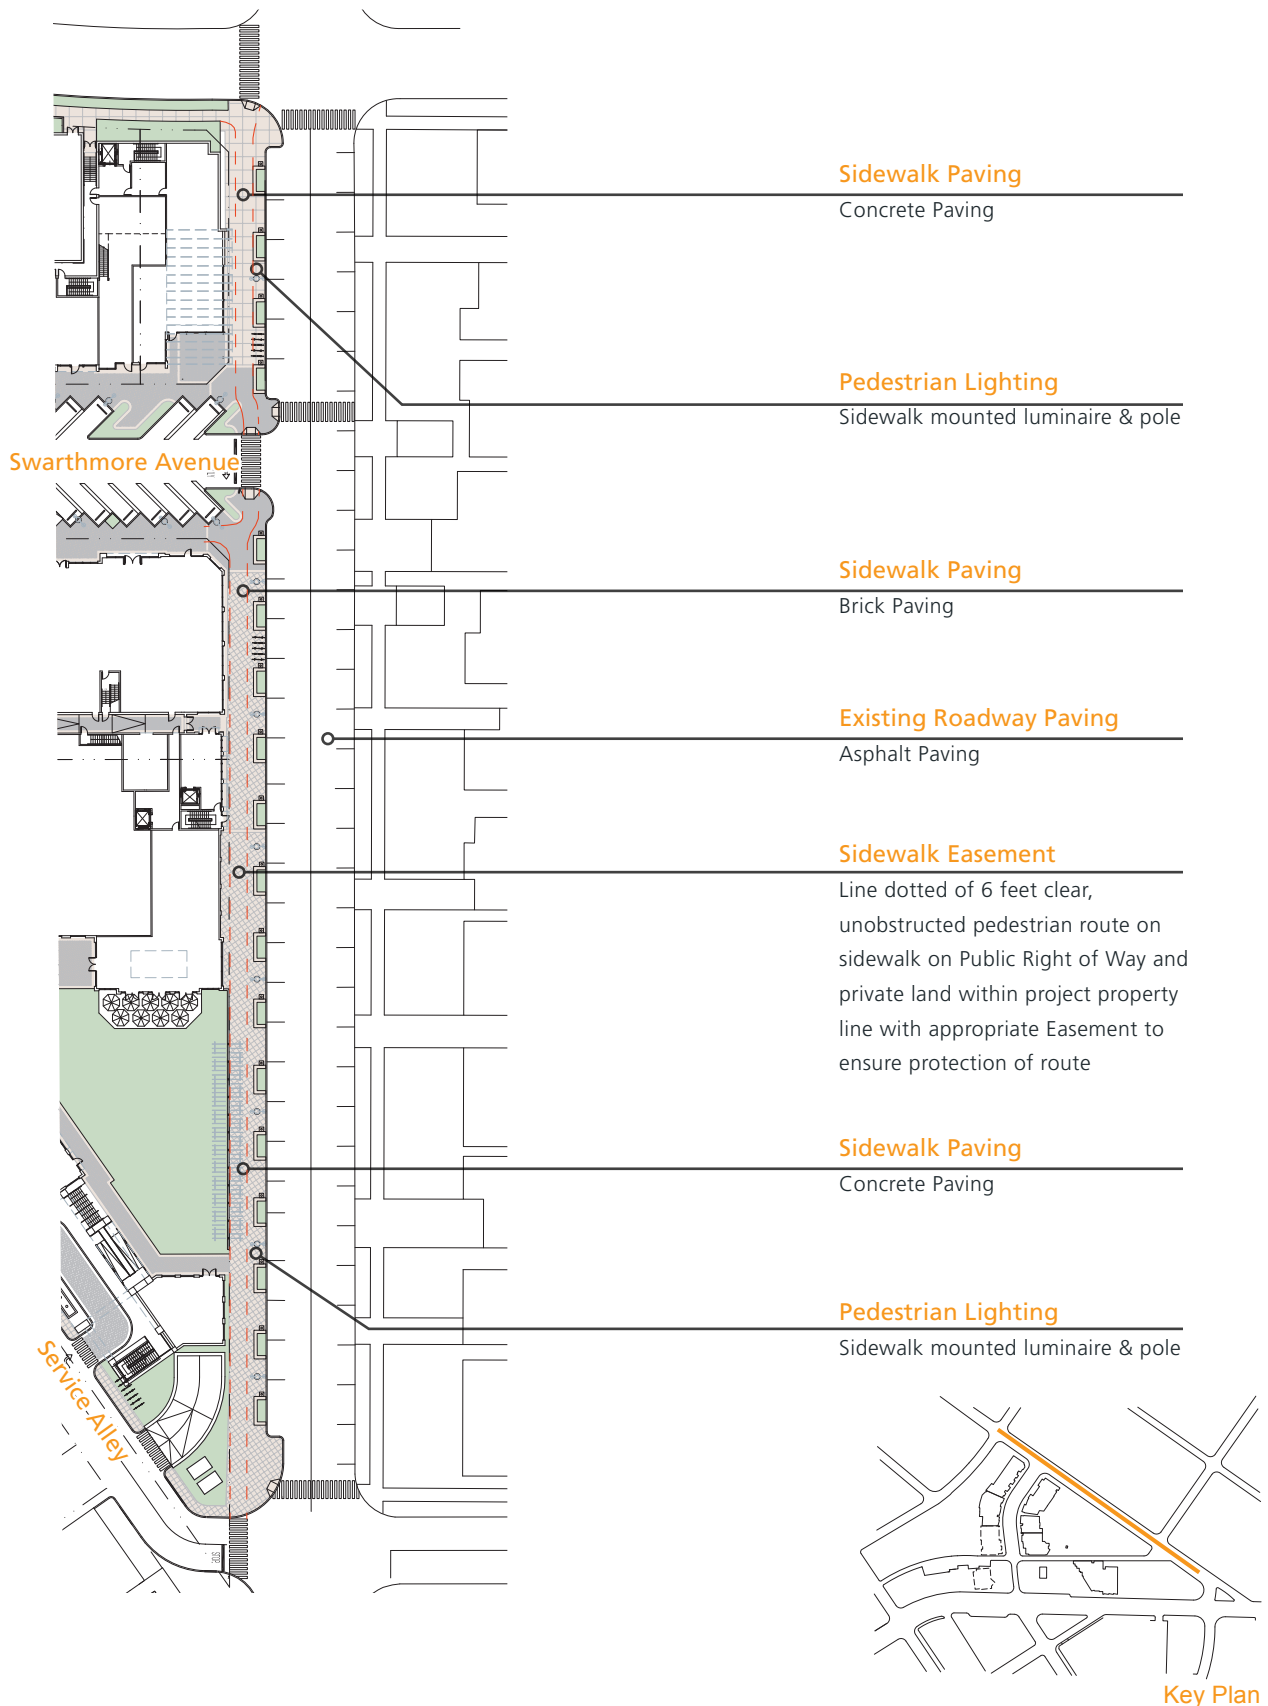 Sidewalk Paving
Concrete Paving
Pedestrian Lighting
Sidewalk mounted luminaire & pole
Swarthmore Avenue
Sidewalk Paving
Brick Paving
Existing Roadway Paving
Asphalt Paving
Sidewalk Easement
Line dotted of 6 feet clear,
unobstructed pedestrian route on
sidewalk on Public Right of Way and
private land within project property
line with appropriate Easement to
ensure protection of route
Sidewalk Paving
Concrete Paving
Pedestrian Lighting
Sidewalk mounted luminaire & pole
Service Alley
STOP
Key Plan